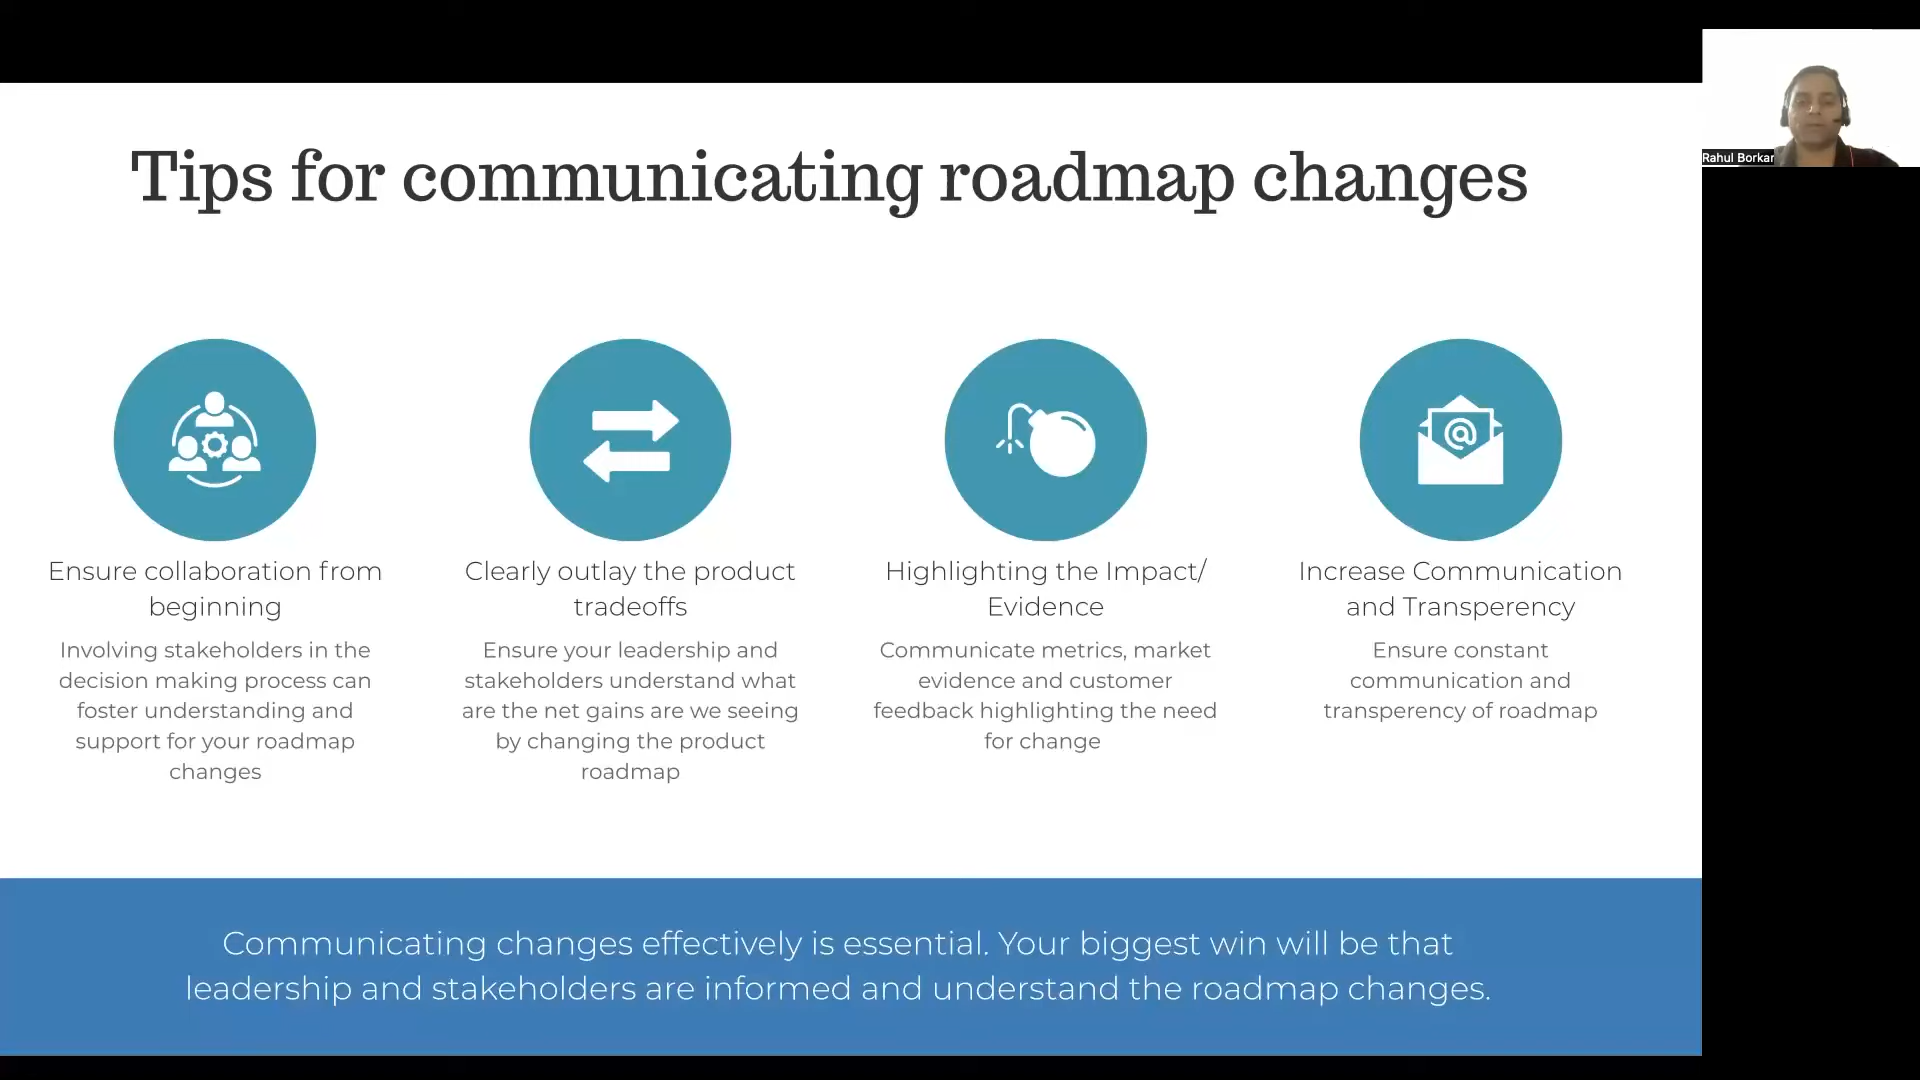 Tips for communicating roadmap changes
Rahul Borkar
Ensure collaboration from
beginning
Involving stakeholders in the
decision making process can
foster understanding and
support for your roadmap
changes
Clearly outlay the product
tradeoffs
Ensure your leadership and
stakeholders understand what
are the net gains are we seeing
by changing the product
roadmap
Highlighting the Impact/
Evidence
Communicate metrics, market
evidence and customer
feedback highlighting the need
for change
Increase Communication
and Transperency
Ensure constant
communication and
transperency of roadmap
Communicating changes effectively is essential. Your biggest win will be that
leadership and stakeholders are informed and understand the roadmap changes.